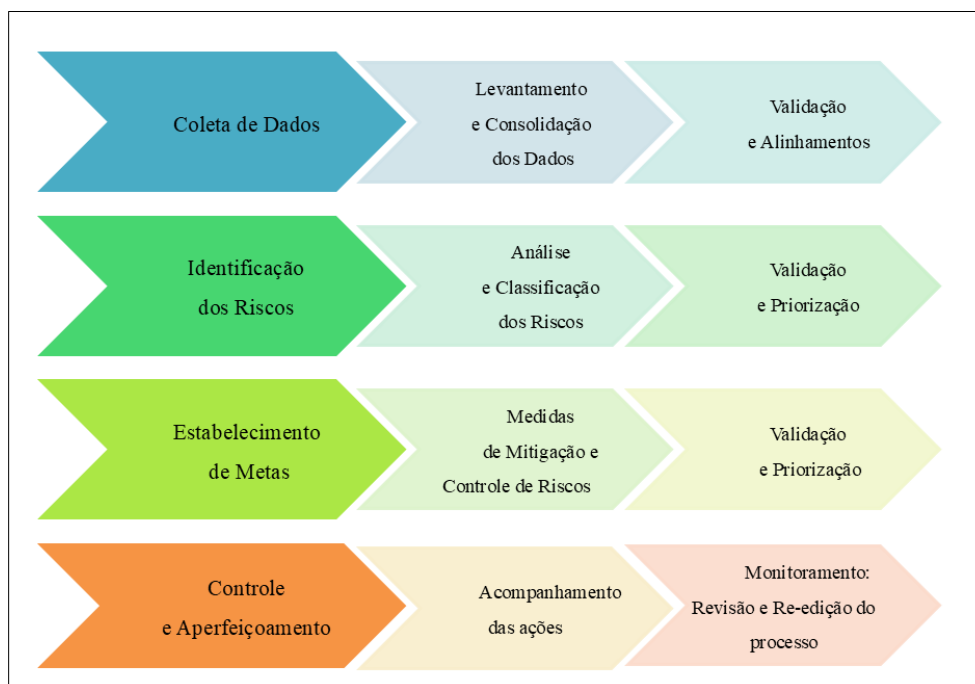 Coleta de Dados
Levantamento
e Consolidação
dos Dados
Validação
e Alinhamentos
Identificação
dos Riscos
Análise
e Classificação
dos Riscos
Validação
e Priorização
Estabelecimento
de Metas
Medidas
de Mitigação e
Controle de Riscos
Validação
e Priorização
Controle
e Aperfeiçoamento
Acompanhamento
das ações
Monitoramento:
Revisão e Re-edição do
processo